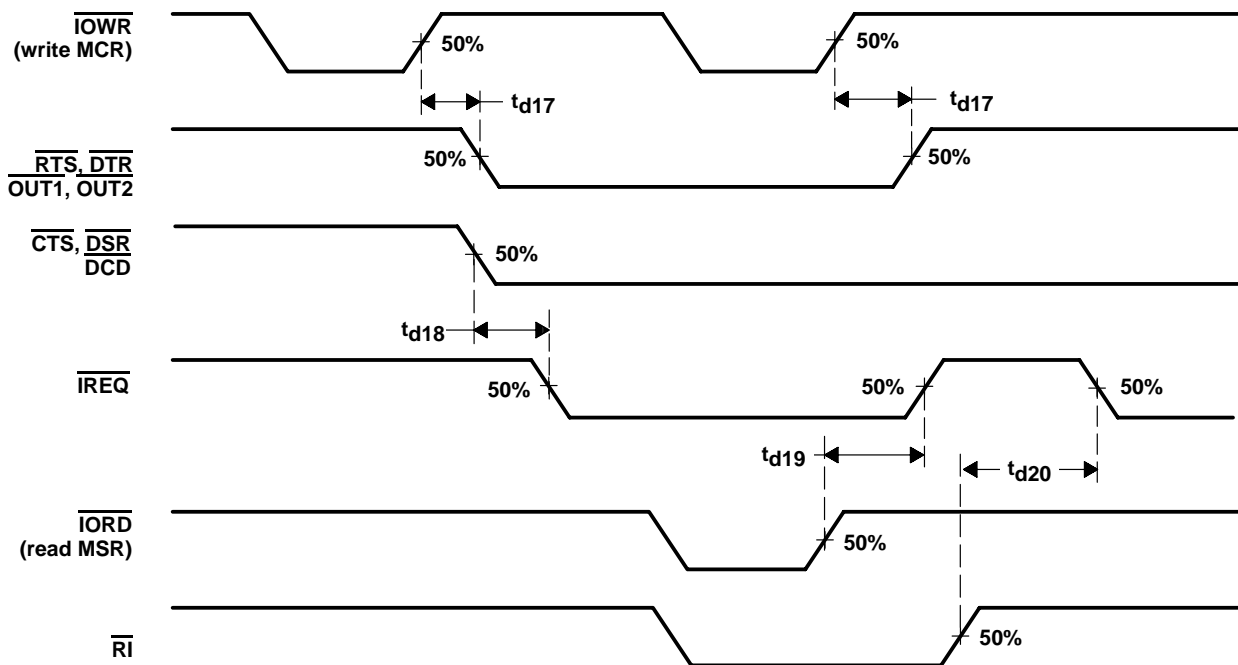 IOWR
(write MCR)
50%
50%
td17
td17
RTS, DTR
OUT1, OUT2
50%
50%
CTS, DSR
DCD
50%
td18
IREQ
50%
50%
50%
td19
td20
IORD
(read MSR)
50%
RI
50%